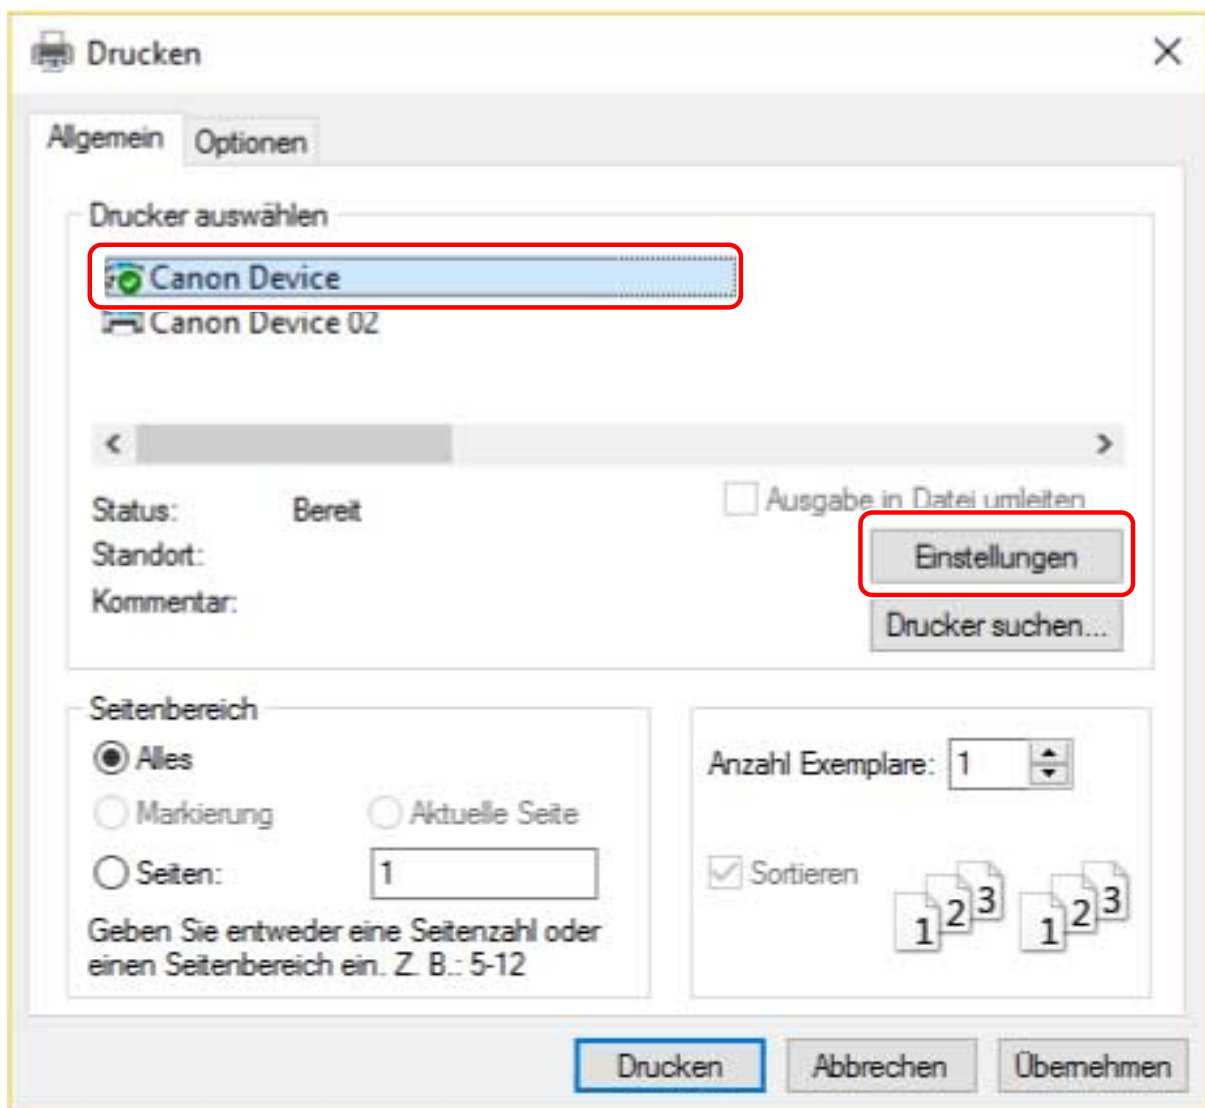 Drucken
Allgemein Optionen
Drucker auswählen
Canon Device
Canon Device 02
Status: Bereit
Ausgabe in Datei umleiten
Standort:
Einstellungen
Kommentar:
Drucker suchen...
Seitenbereich
Alles
Anzahl Exemplare: 1
Markierung Aktuelle Seite
Seiten: 1
Sortieren
1 2 3 1 2 3
Geben Sie entweder eine Seitenzahl oder
einen Seitenbereich ein. Z. B.: 5-12
Drucken Abbrechen Übernehmen